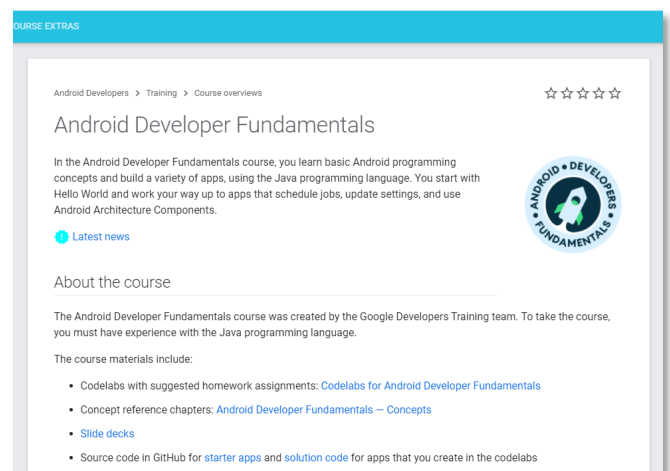 OURSE EXTRAS
Android Developers > Training > Course overviews
Android Developer Fundamentals
In the Android Developer Fundamentals course, you learn basic Android programming
concepts and build a variety of apps, using the Java programming language. You start with
Hello World and work your way up to apps that schedule jobs, update settings, and use
Android Architecture Components.
ANDROID • DEVELOPERS • FUNDAMENTALS •
Latest news
About the course
The Android Developer Fundamentals course was created by the Google Developers Training team. To take the course,
you must have experience with the Java programming language.
The course materials include:
• Codelabs with suggested homework assignments: Codelabs for Android Developer Fundamentals
• Concept reference chapters: Android Developer Fundamentals — Concepts
• Slide decks
• Source code in GitHub for starter apps and solution code for apps that you create in the codelabs